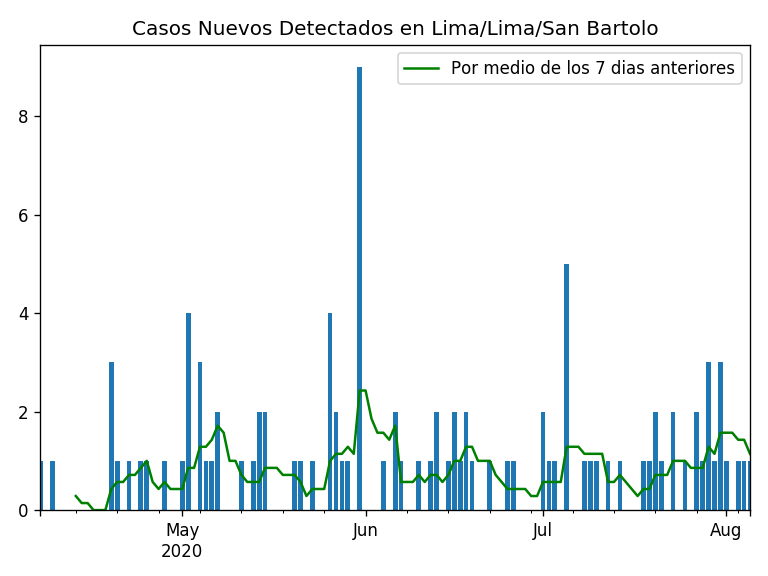 Casos Nuevos Detectados en Lima/Lima/San Bartolo
Por medio de los 7 dias anteriores
8
6
4
2
0
May Jun Jul Aug
2020